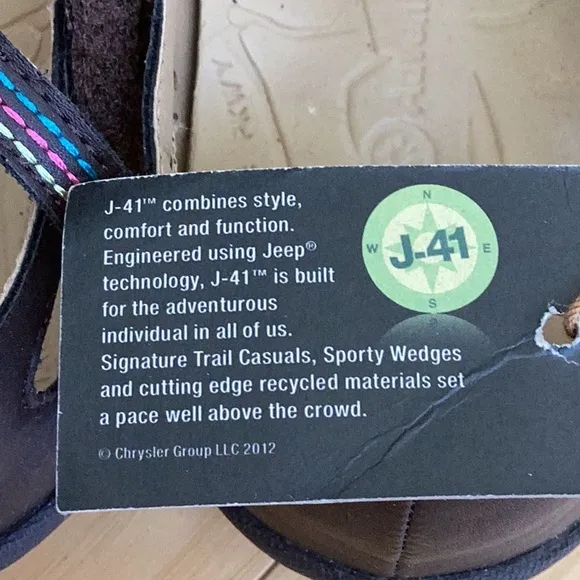 J-41™ combines style,
comfort and function.
Engineered using Jeep®
technology, J-41™ is built
for the adventurous
individual in all of us.
Signature Trail Casuals, Sporty Wedges
and cutting edge recycled materials set
a pace well above the crowd.
© Chrysler Group LLC 2012
N
W J-41 E
S